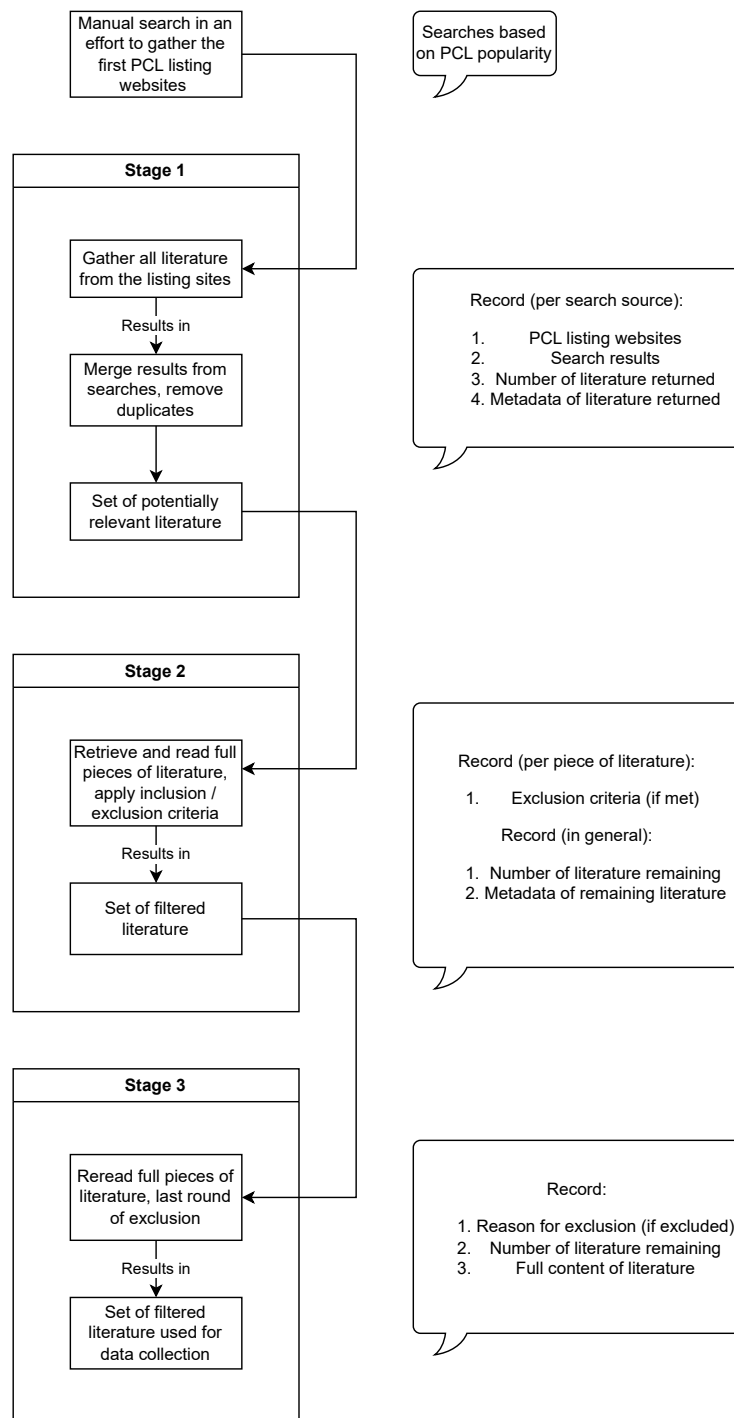 Manual search in an
effort to gather the
first PCL listing
websites
Searches based
on PCL popularity
Stage 1
Gather all literature
from the listing sites
Results in
Merge results from
searches, remove
duplicates
Set of potentially
relevant literature
Record (per search source):
1. PCL listing websites
2. Search results
3. Number of literature returned
4. Metadata of literature returned
Stage 2
Retrieve and read full
pieces of literature,
apply inclusion /
exclusion criteria
Results in
Set of filtered
literature
Record (per piece of literature):
1. Exclusion criteria (if met)
Record (in general):
1. Number of literature remaining
2. Metadata of remaining literature
Stage 3
Reread full pieces of
literature, last round
of exclusion
Results in
Set of filtered
literature used for
data collection
Record:
1. Reason for exclusion (if excluded)
2. Number of literature remaining
3. Full content of literature